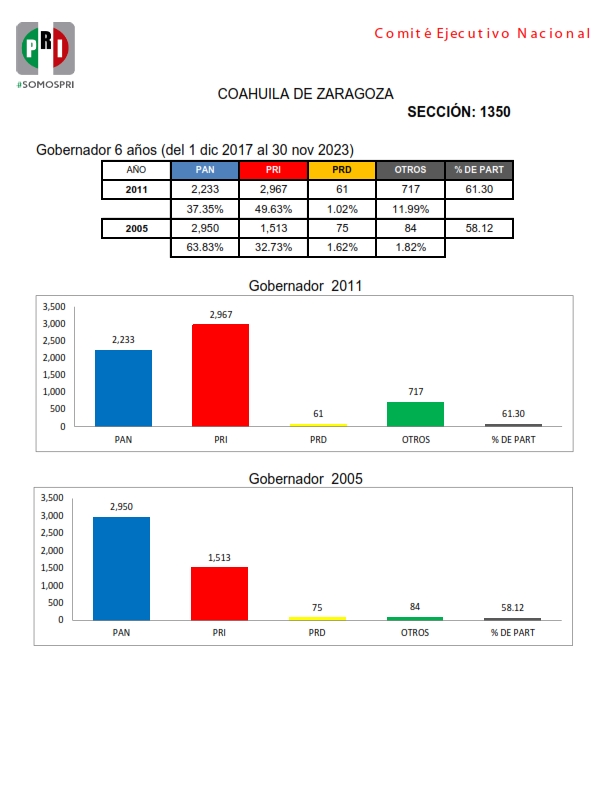 PRI
#SOMOSPRI
Comité Ejecutivo Nacional
COAHUILA DE ZARAGOZA
SECCIÓN: 1350
Gobernador 6 años (del 1 dic 2017 al 30 nov 2023)
AÑO PAN PRI PRD OTROS % DE PART
2011 2,233 2,967 61 717 61.30
37.35% 49.63% 1.02% 11.99%
2005 2,950 1,513 75 84 58.12
63.83% 32.73% 1.62% 1.82%
Gobernador 2011
3,500
3,000
2,500
2,000
1,500
1,000
500
0
2,233 2,967 61 717 61.30
PAN PRI PRD OTROS % DE PART
Gobernador 2005
3,500
3,000
2,500
2,000
1,500
1,000
500
0
2,950 1,513 75 84 58.12
PAN PRI PRD OTROS % DE PART